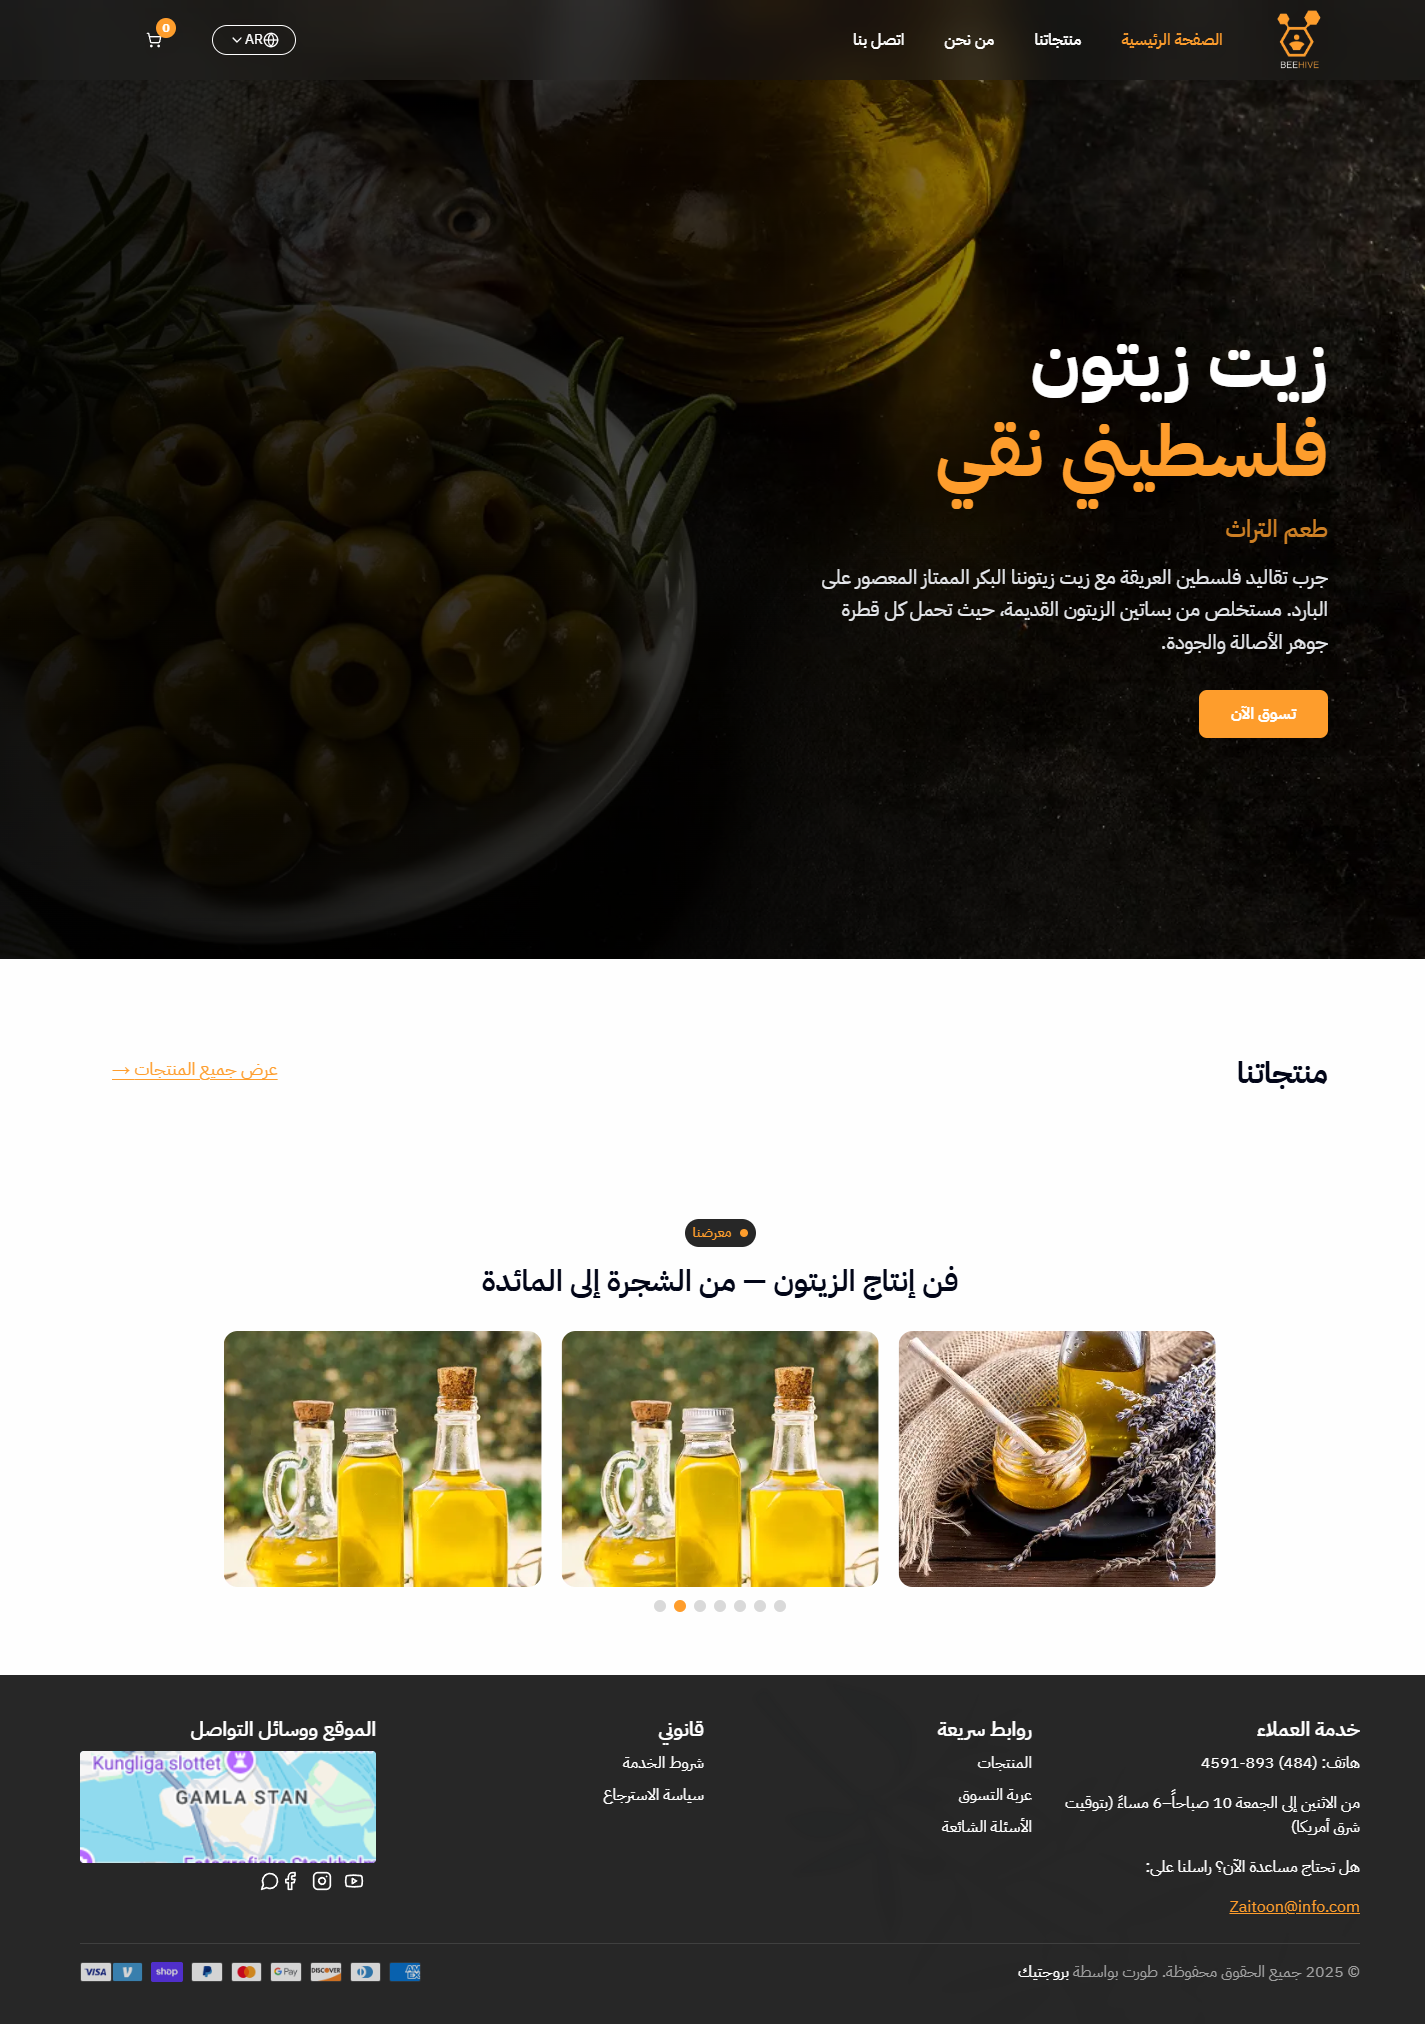 BEEHIVE
الصفحة الرئيسية
منتجاتنا
من نحن
اتصل بنا
AR
0
زيت زيتون
فلسطيني نقي
طعم التراث
جرب تقاليد فلسطين العريقة مع زيت زيتوننا البكر الممتاز المعصور على
البارد. مستخلص من بساتين الزيتون القديمة، حيث تحمل كل قطرة
جوهر الأصالة والجودة.
تسوق الآن
منتجاتنا
عرض جميع المنتجات →
معرضنا
فن إنتاج الزيتون — من الشجرة إلى المائدة
خدمة العملاء
هاتف: (484) 893-4591
من الاثنين إلى الجمعة 10 صباحاً–6 مساءً (بتوقيت
شرق أمريكا)
هل تحتاج مساعدة الآن؟ راسلنا على:
Zaitoon@info.com
روابط سريعة
المنتجات
عربة التسوق
الأسئلة الشائعة
قانوني
شروط الخدمة
سياسة الاسترجاع
الموقع ووسائل التواصل
Kungliga slottet
GAMLA STAN
Fotografiska Stockholm
© 2025 جميع الحقوق محفوظة. طورت بواسطة بروجتيك
AMEX
DISCOVER
G Pay
shop
VISA